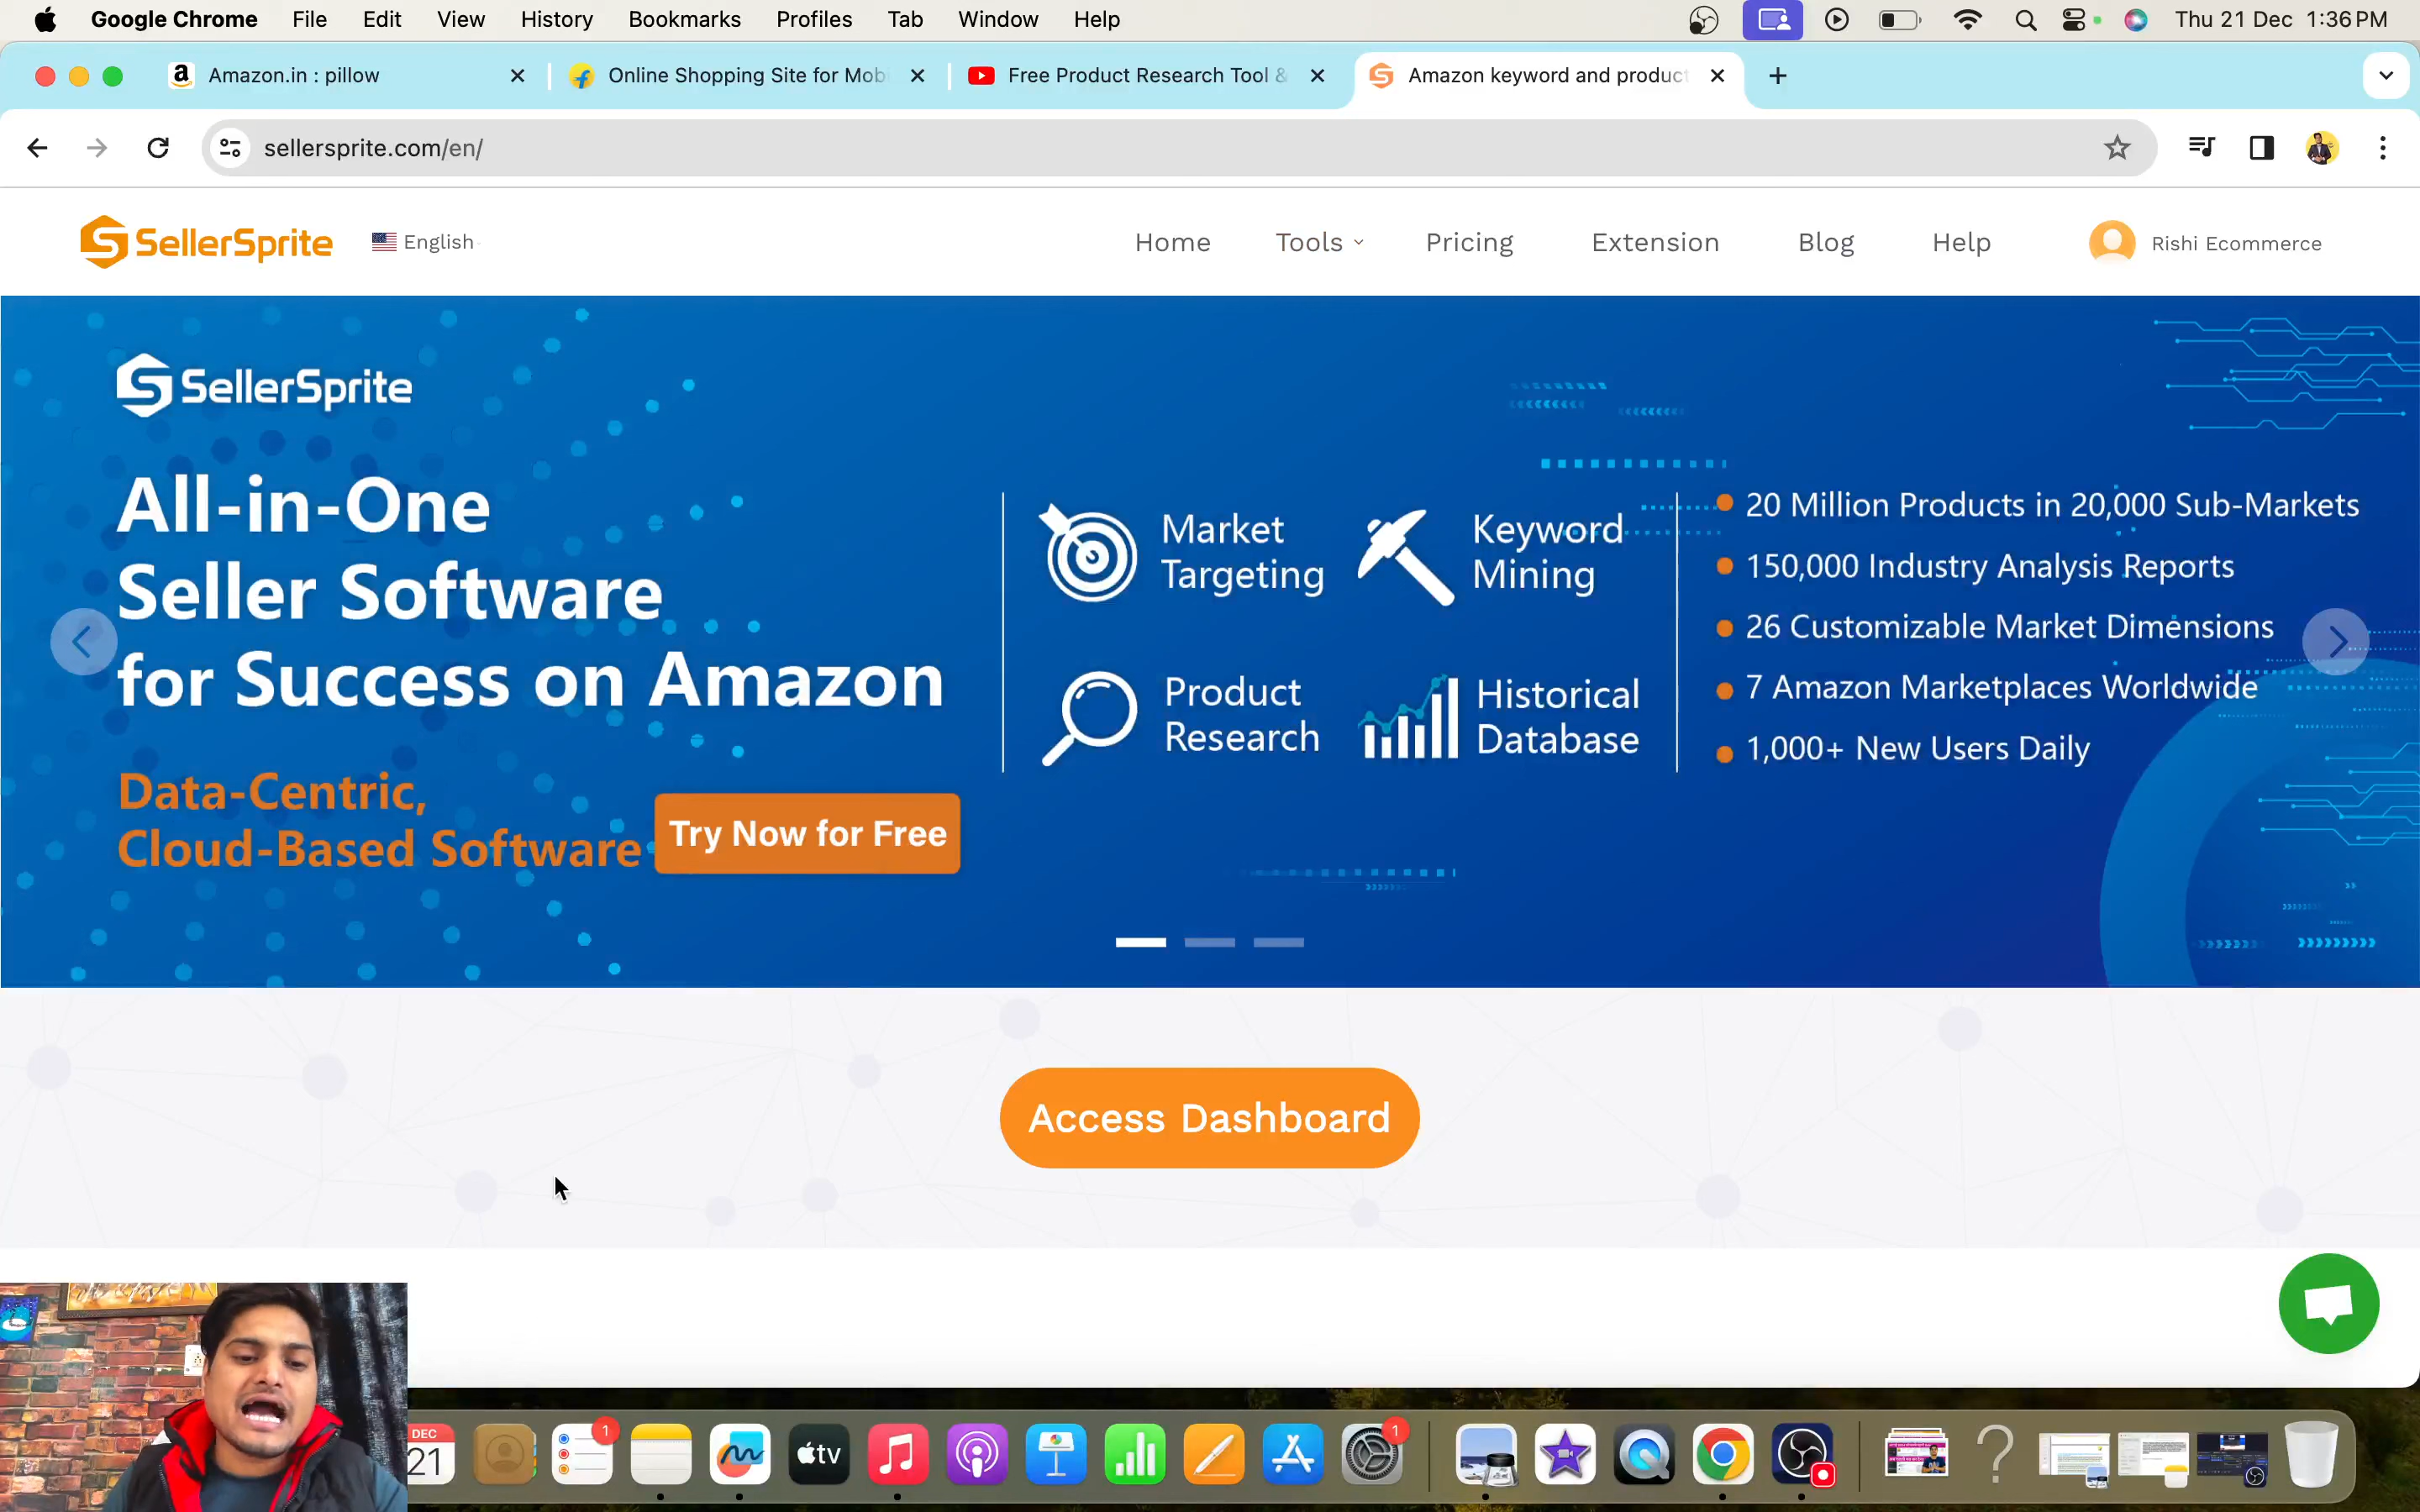 Google Chrome File Edit View History Bookmarks Profiles Tab Window Help Thu 21 Dec 1:36 PM
Amazon.in : pillow Online Shopping Site for Mob Free Product Research Tool & Amazon keyword and product
sellersprite.com/en/
SellerSprite English Home Tools Pricing Extension Blog Help Rishi Ecommerce
SellerSprite
All-in-One
Seller Software
for Success on Amazon
Data-Centric,
Cloud-Based Software
Try Now for Free
Market
Targeting
Keyword
Mining
Product
Research
Historical
Database
20 Million Products in 20,000 Sub-Markets
150,000 Industry Analysis Reports
26 Customizable Market Dimensions
7 Amazon Marketplaces Worldwide
1,000+ New Users Daily
Access Dashboard
DEC
21
1
tv
1